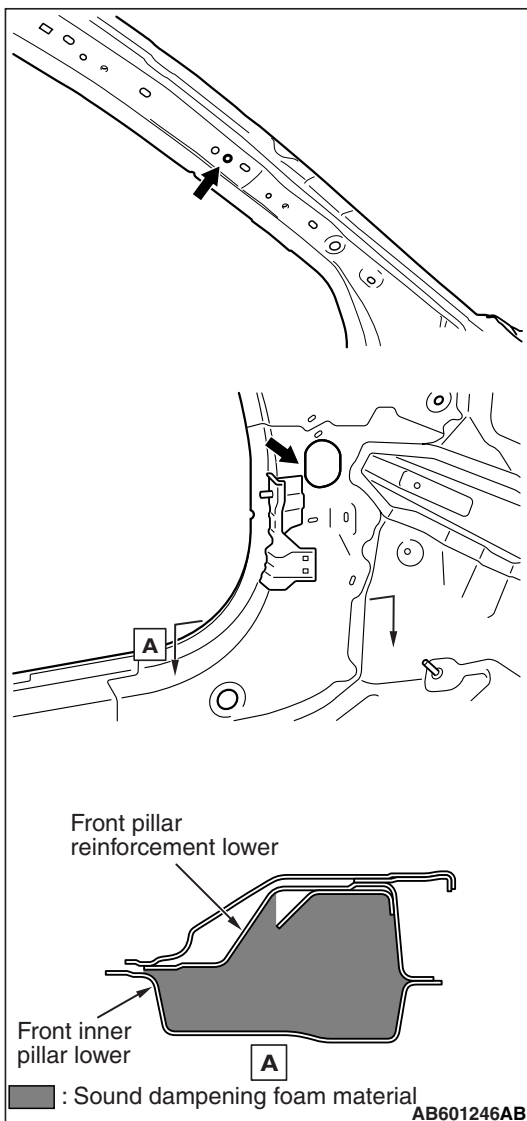 A
Front pillar
reinforcement lower
Front inner
pillar lower
A
: Sound dampening foam material
AB601246AB